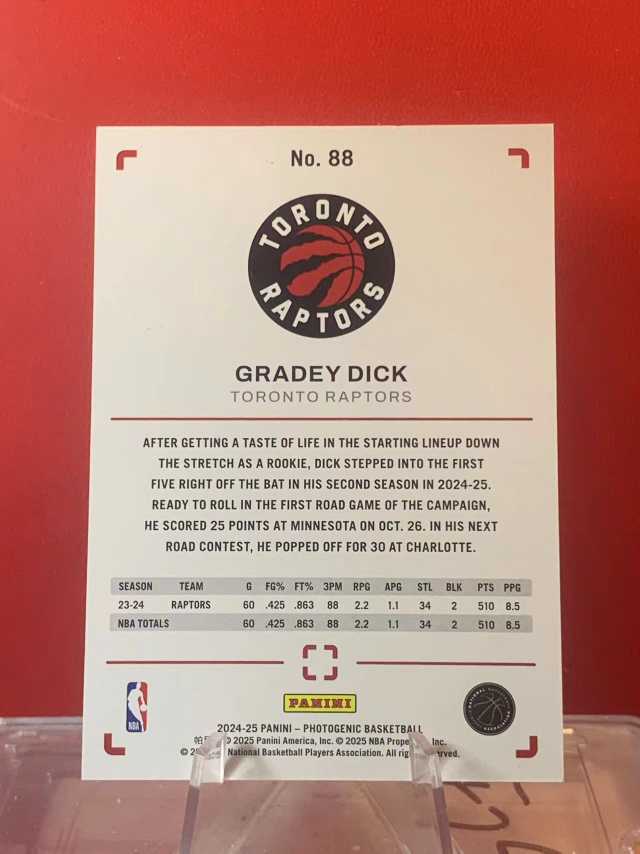 No. 88
TORONTO
RAPTORS
GRADEY DICK
TORONTO RAPTORS
AFTER GETTING A TASTE OF LIFE IN THE STARTING LINEUP DOWN
THE STRETCH AS A ROOKIE, DICK STEPPED INTO THE FIRST
FIVE RIGHT OFF THE BAT IN HIS SECOND SEASON IN 2024-25.
READY TO ROLL IN THE FIRST ROAD GAME OF THE CAMPAIGN,
HE SCORED 25 POINTS AT MINNESOTA ON OCT. 26. IN HIS NEXT
ROAD CONTEST, HE POPPED OFF FOR 30 AT CHARLOTTE.
SEASON TEAM G FG% FT% 3PM RPG APG STL BLK PTS PPG
23-24 RAPTORS 60 .425 .863 88 2.2 1.1 34 2 510 8.5
NBA TOTALS 60 .425 .863 88 2.2 1.1 34 2 510 8.5
NBA
PANINI
2024-25 PANINI – PHOTOGENIC BASKETBALL
帕 © 2025 Panini America, Inc. © 2025 NBA Inc.
National Basketball Players Association. All